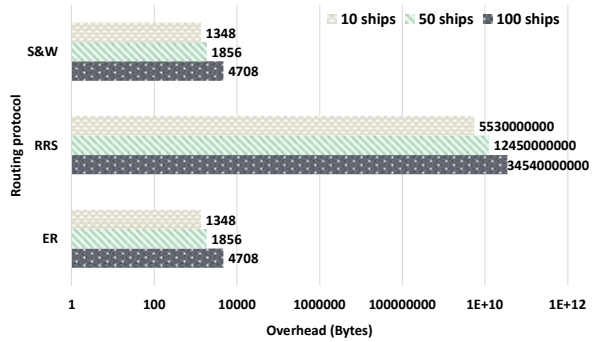 10 ships 50 ships 100 ships
Routing protocol
S&W
1348
1856
4708
RRS
5530000000
12450000000
34540000000
ER
1348
1856
4708
1 100 10000 1000000 100000000 1E+10 1E+12
Overhead (Bytes)